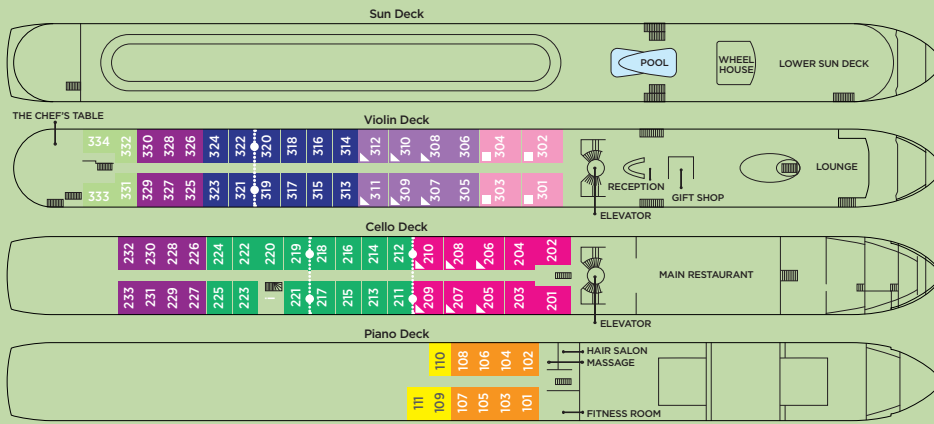 Sun Deck
POOL
WHEEL
HOUSE
LOWER SUN DECK
THE CHEF'S TABLE
Violin Deck
334 332 330 328 326 324 322 320 318 316 314 312 310 308 306 304 302
333 331 329 327 325 323 321 319 317 315 313 311 309 307 305 303 301
RECEPTION
GIFT SHOP
LOUNGE
ELEVATOR
Cello Deck
232 230 228 226 224 222 220 219 218 216 214 212 210 208 206 204 202
233 231 229 227 225 223 i 221 217 215 213 211 209 207 205 203 201
MAIN RESTAURANT
ELEVATOR
Piano Deck
110 108 106 104 102
111 109 107 105 103 101
HAIR SALON
MASSAGE
FITNESS ROOM